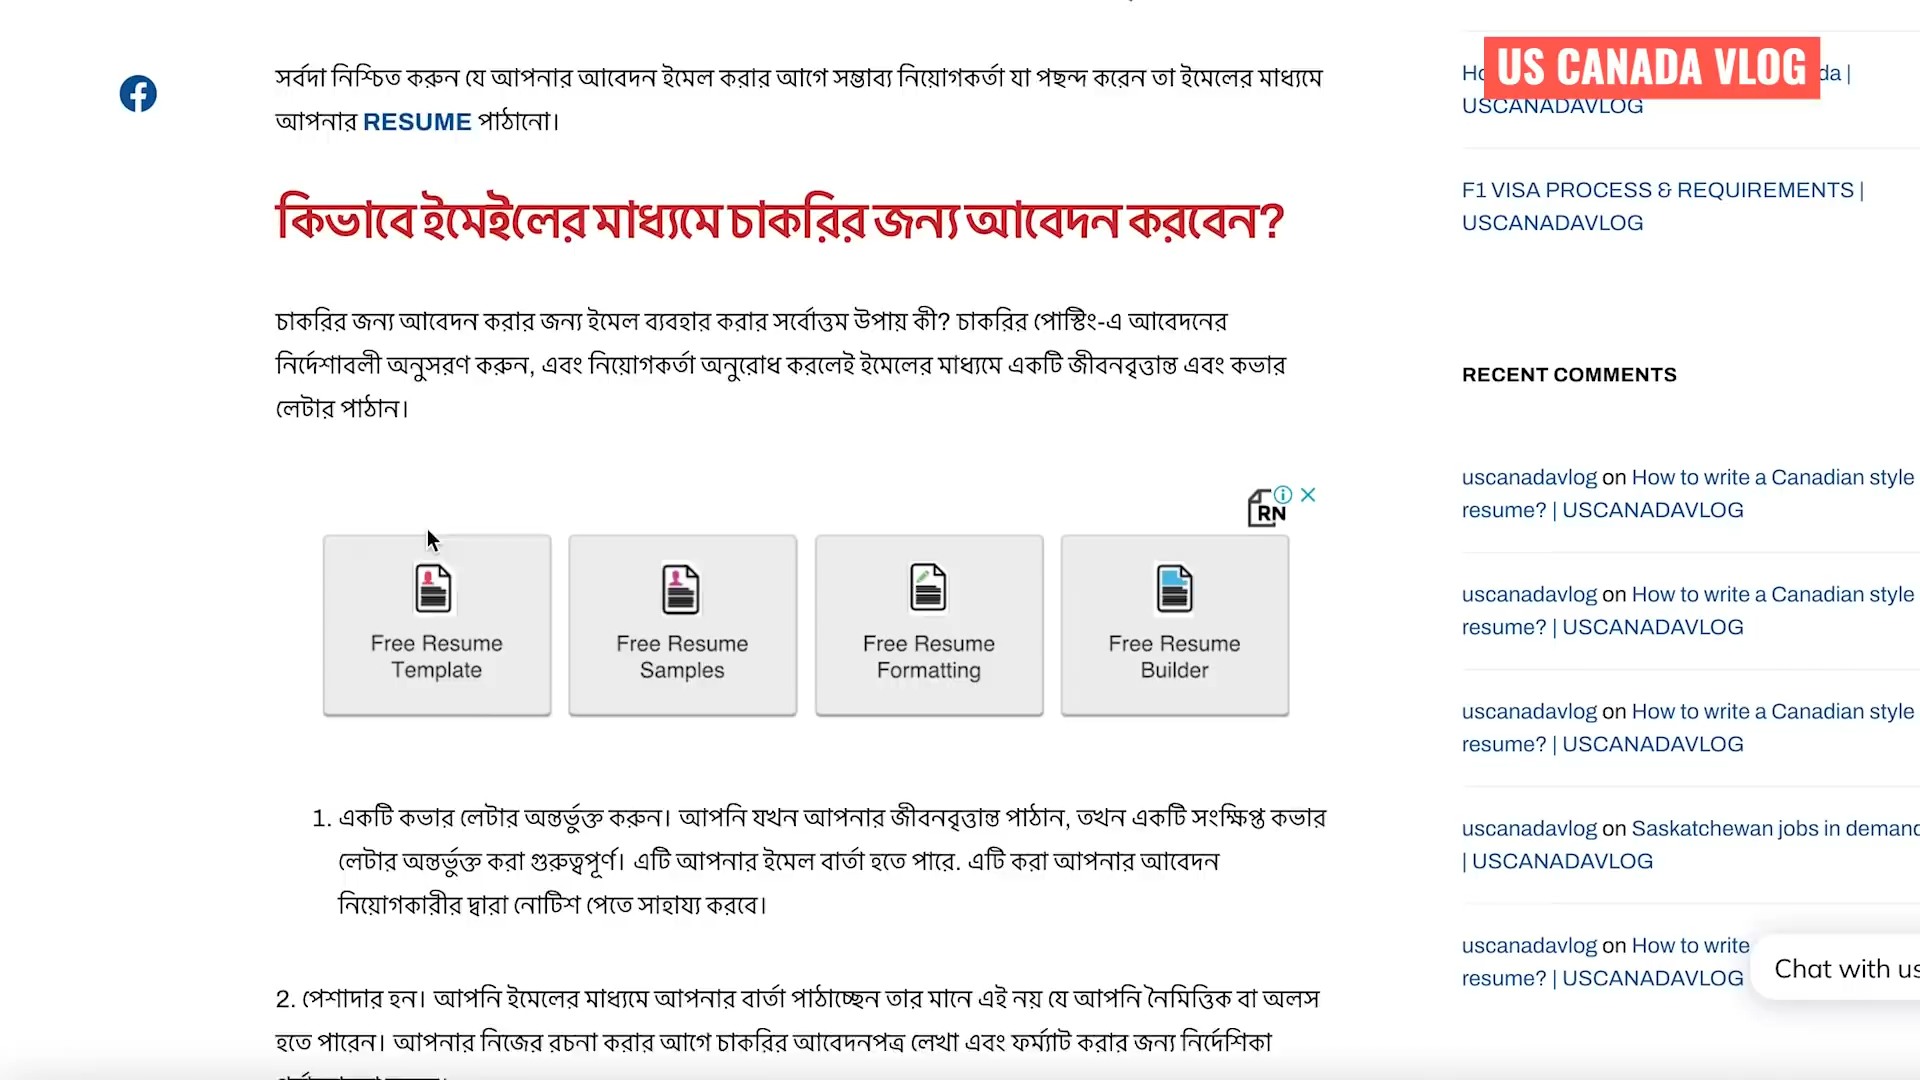 সর্বদা নিশ্চিত করুন যে আপনার আবেদন ইমেল করার আগে সম্ভাব্য নিয়োগকর্তা যা পছন্দ করেন তা ইমেলের মাধ্যমে
আপনার RESUME পাঠানো।
কিভাবে ইমেইলের মাধ্যমে চাকরির জন্য আবেদন করবেন?
চাকরির জন্য আবেদন করার জন্য ইমেল ব্যবহার করার সর্বোত্তম উপায় কী? চাকরির পোস্টিং-এ আবেদনের
নির্দেশাবলী অনুসরণ করুন, এবং নিয়োগকর্তা অনুরোধ করলেই ইমেলের মাধ্যমে একটি জীবনবৃত্তান্ত এবং কভার
লেটার পাঠান।
RN
Free Resume
Template
Free Resume
Samples
Free Resume
Formatting
Free Resume
Builder
1. একটি কভার লেটার অন্তর্ভুক্ত করুন। আপনি যখন আপনার জীবনবৃত্তান্ত পাঠান, তখন একটি সংক্ষিপ্ত কভার
লেটার অন্তর্ভুক্ত করা গুরুত্বপূর্ণ। এটি আপনার ইমেল বার্তা হতে পারে. এটি করা আপনার আবেদন
নিয়োগকারীর দ্বারা নোটিশ পেতে সাহায্য করবে।
2. পেশাদার হন। আপনি ইমেলের মাধ্যমে আপনার বার্তা পাঠাচ্ছেন তার মানে এই নয় যে আপনি নৈমিত্তিক বা অলস
হতে পারেন। আপনার নিজের রচনা করার আগে চাকরির আবেদনপত্র লেখা এবং ফর্ম্যাট করার জন্য নির্দেশিকা
US CANADA VLOG
USCANADAVLOG
F1 VISA PROCESS & REQUIREMENTS |
USCANADAVLOG
RECENT COMMENTS
uscanadavlog on How to write a Canadian style
resume? | USCANADAVLOG
uscanadavlog on How to write a Canadian style
resume? | USCANADAVLOG
uscanadavlog on How to write a Canadian style
resume? | USCANADAVLOG
uscanadavlog on Saskatchewan jobs in demand
| USCANADAVLOG
uscanadavlog on How to write
resume? | USCANADAVLOG
Chat with us